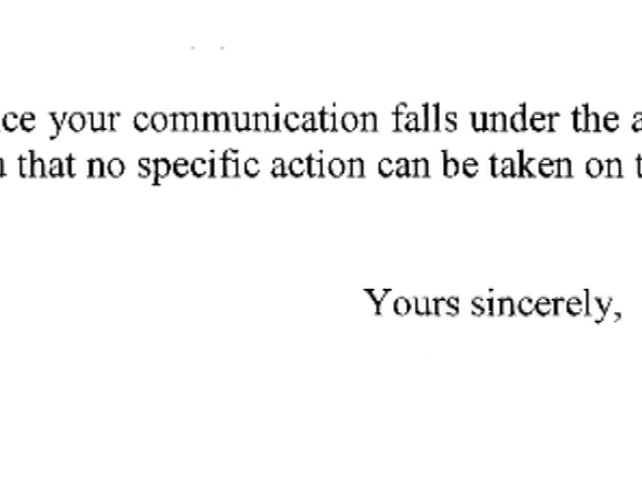 ce your communication falls under the a
that no specific action can be taken on t
Yours sincerely,